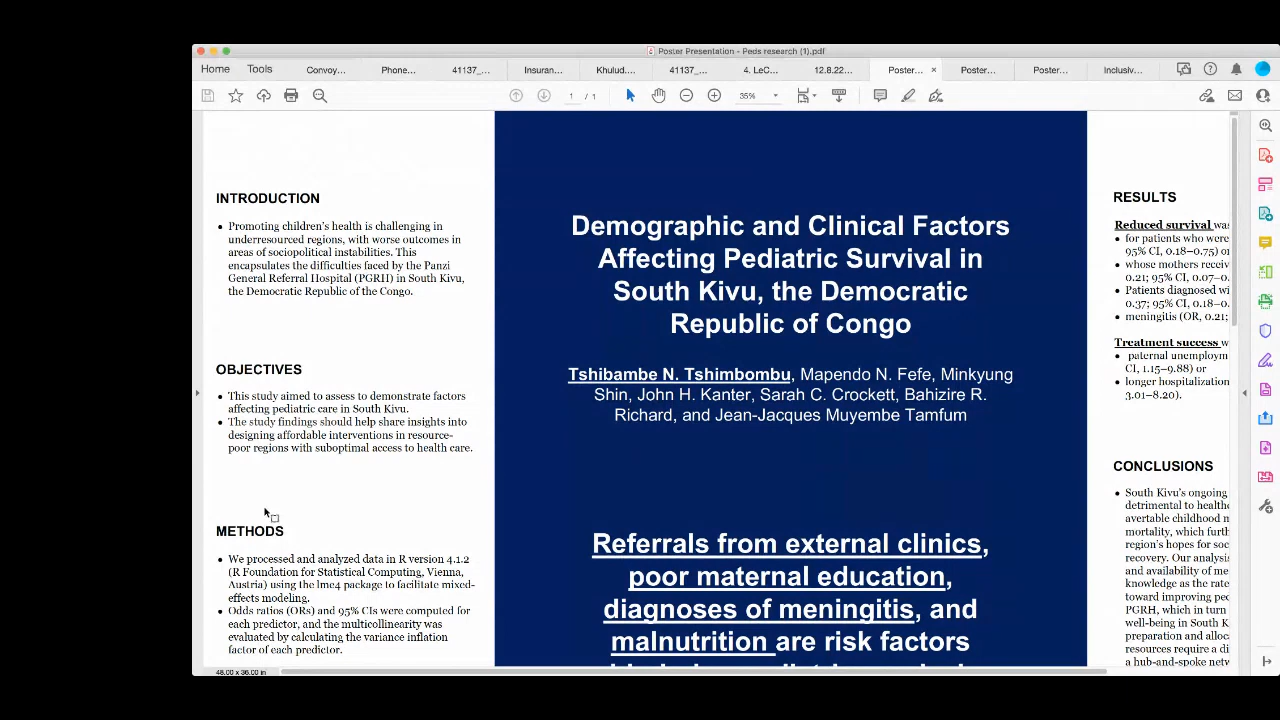 Poster Presentation - Peds research (1).pdf
Home Tools Convoy... Phone... 41137_... Insuran... Khulud.... 41137_... 4. LeC... 12.8.22... Poster... × Poster... Poster... Inclusiv...
1 / 1 35%
INTRODUCTION
• Promoting children's health is challenging in
underresourced regions, with worse outcomes in
areas of sociopolitical instabilities. This
encapsulates the difficulties faced by the Panzi
General Referral Hospital (PGRH) in South Kivu,
the Democratic Republic of the Congo.
OBJECTIVES
• This study aimed to assess to demonstrate factors
affecting pediatric care in South Kivu.
• The study findings should help share insights into
designing affordable interventions in resource-
poor regions with suboptimal access to health care.
METHODS
• We processed and analyzed data in R version 4.1.2
(R Foundation for Statistical Computing, Vienna,
Austria) using the lme4 package to facilitate mixed-
effects modeling.
• Odds ratios (ORs) and 95% CIs were computed for
each predictor, and the multicollinearity was
evaluated by calculating the variance inflation
factor of each predictor.
48.00 x 36.00 in
Demographic and Clinical Factors
Affecting Pediatric Survival in
South Kivu, the Democratic
Republic of Congo
Tshibambe N. Tshimbombu, Mapendo N. Fefe, Minkyung
Shin, John H. Kanter, Sarah C. Crockett, Bahizire R.
Richard, and Jean-Jacques Muyembe Tamfum
Referrals from external clinics,
poor maternal education,
diagnoses of meningitis, and
malnutrition are risk factors
RESULTS
Reduced survival was
• for patients who were
95% CI, 0.18–0.75) or
• whose mothers receiv
0.21; 95% CI, 0.07–0.
• Patients diagnosed wi
0.37; 95% CI, 0.18–0.
• meningitis (OR, 0.21;
Treatment success w
• paternal unemploym
CI, 1.15–9.88) or
• longer hospitalization
3.01–8.20).
CONCLUSIONS
• South Kivu's ongoing
detrimental to healthc
avertable childhood m
mortality, which furth
region's hopes for soc
recovery. Our analysis
and availability of me
knowledge as the rate
toward improving ped
PGRH, which in turn
well-being in South K
preparation and alloc
resources require a di
a hub-and-spoke netw